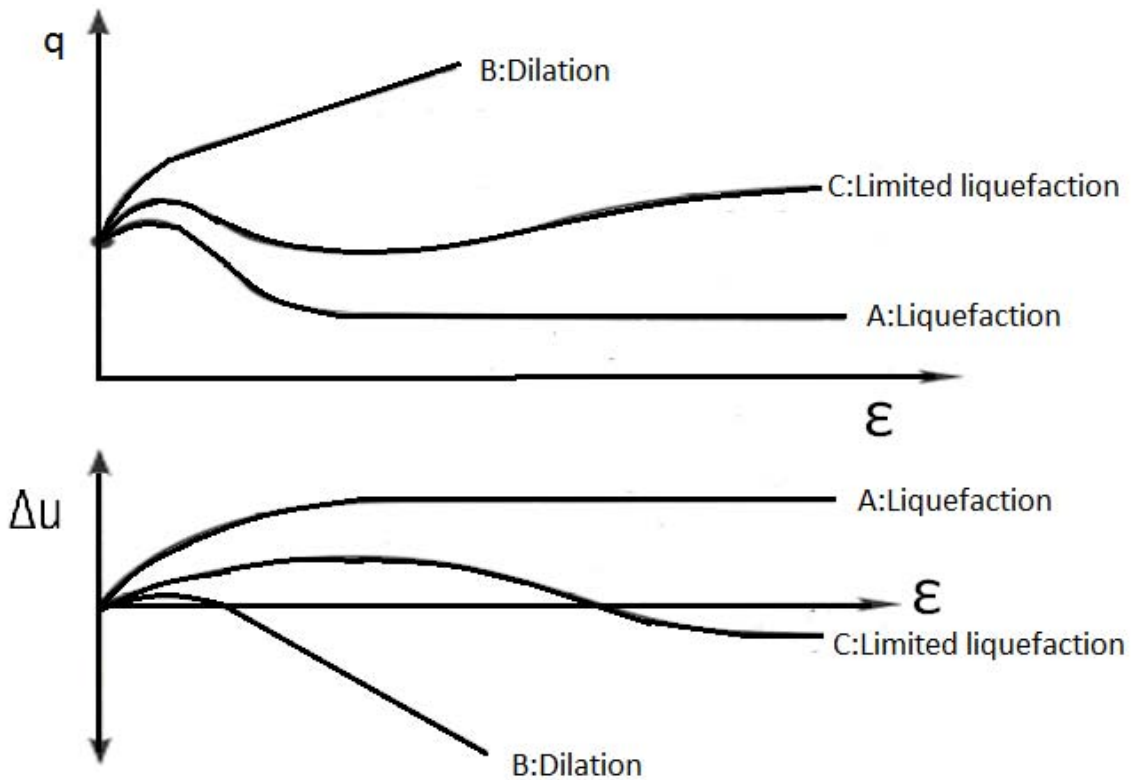 q
B:Dilation
C:Limited liquefaction
A:Liquefaction
ε
Δu
A:Liquefaction
ε
C:Limited liquefaction
B:Dilation